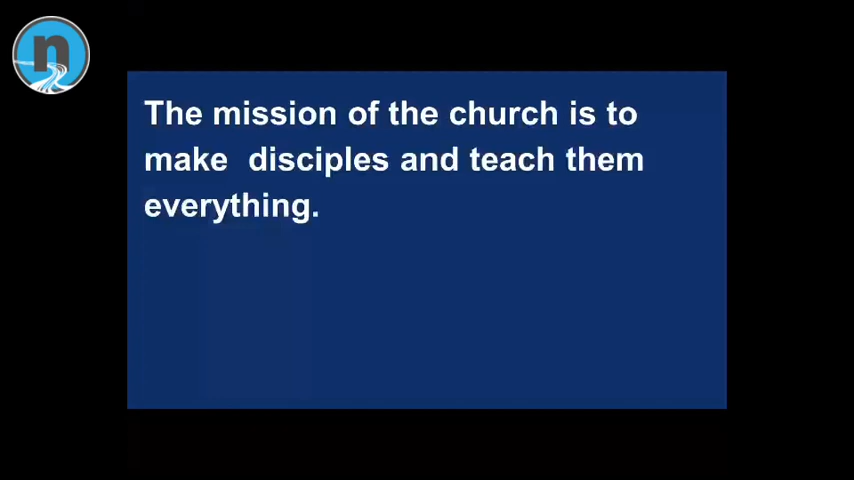 n
The mission of the church is to
make  disciples and teach them
everything.